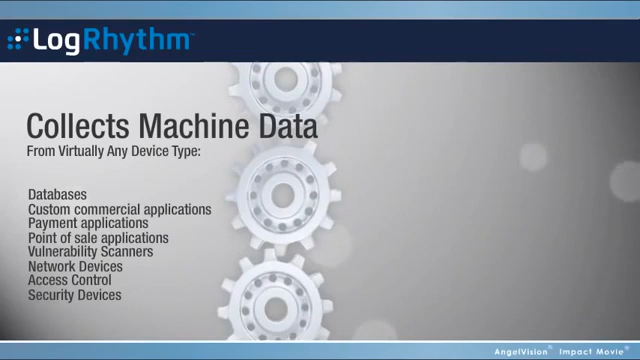 LogRhythm™
Collects Machine Data
From Virtually Any Device Type:
Databases
Custom commercial applications
Payment applications
Point of sale applications
Vulnerability Scanners
Network Devices
Access Control
Security Devices
AngelVision® Impact Movie®